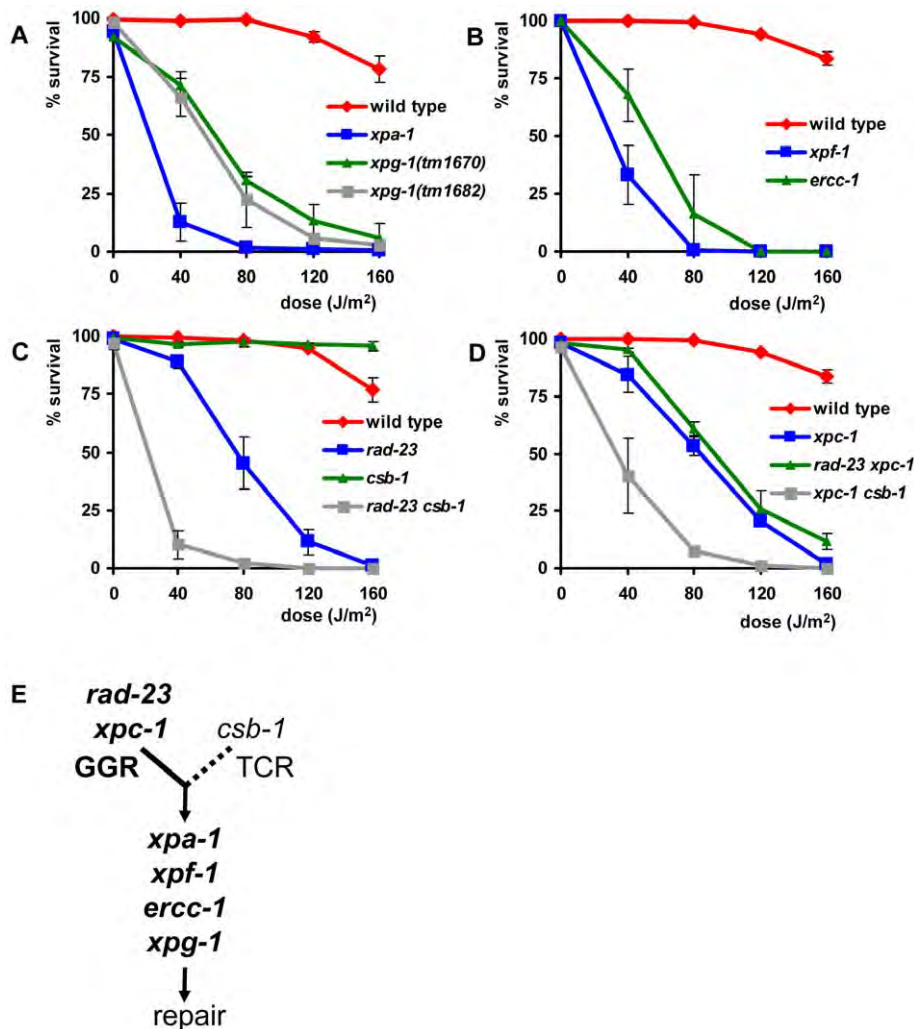 A
% survival
100
75
50
25
0
0 40 80 120 160
dose (J/m²)
wild type
xpa-1
xpg-1(tm1670)
xpg-1(tm1682)
B
% survival
100
75
50
25
0
0 40 80 120 160
dose (J/m²)
wild type
xpf-1
ercc-1
C
% survival
100
75
50
25
0
0 40 80 120 160
dose (J/m²)
wild type
rad-23
csb-1
rad-23 csb-1
D
% survival
100
75
50
25
0
0 40 80 120 160
dose (J/m²)
wild type
xpc-1
rad-23 xpc-1
xpc-1 csb-1
E
rad-23
xpc-1 csb-1
GGR TCR
xpa-1
xpf-1
ercc-1
xpg-1
repair